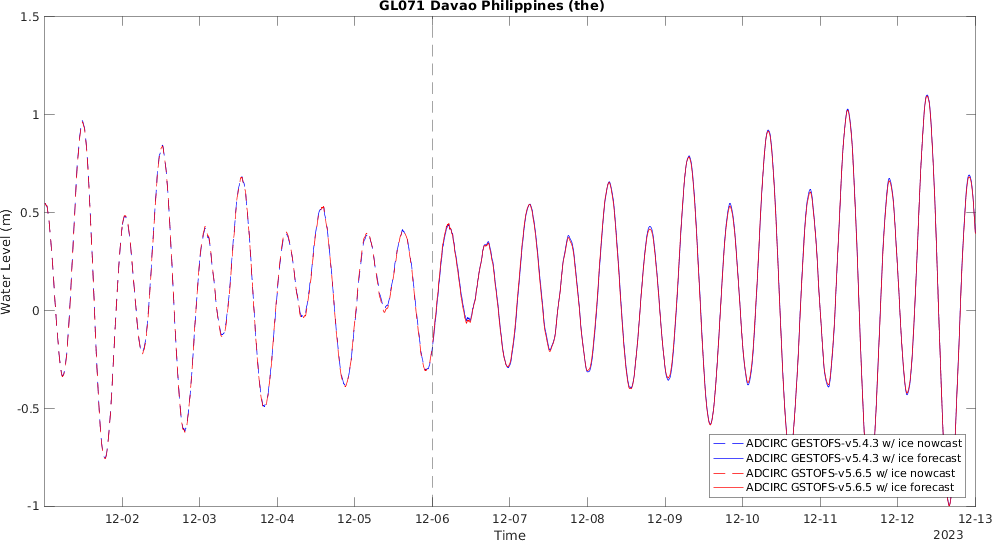 GL071 Davao Philippines (the)
1.5
1
0.5
0
-0.5
-1
Water Level (m)
12-02 12-03 12-04 12-05 12-06 12-07 12-08 12-09 12-10 12-11 12-12 12-13
Time
2023
ADCIRC GESTOFS-v5.4.3 w/ ice nowcast
ADCIRC GESTOFS-v5.4.3 w/ ice forecast
ADCIRC GSTOFS-v5.6.5 w/ ice nowcast
ADCIRC GSTOFS-v5.6.5 w/ ice forecast